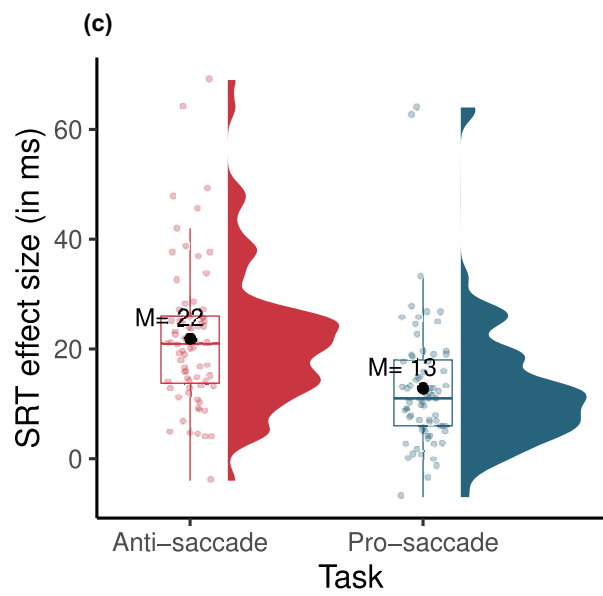 (c)
SRT effect size (in ms)
60
40
20
0
M= 22
M= 13
Anti−saccade
Pro−saccade
Task